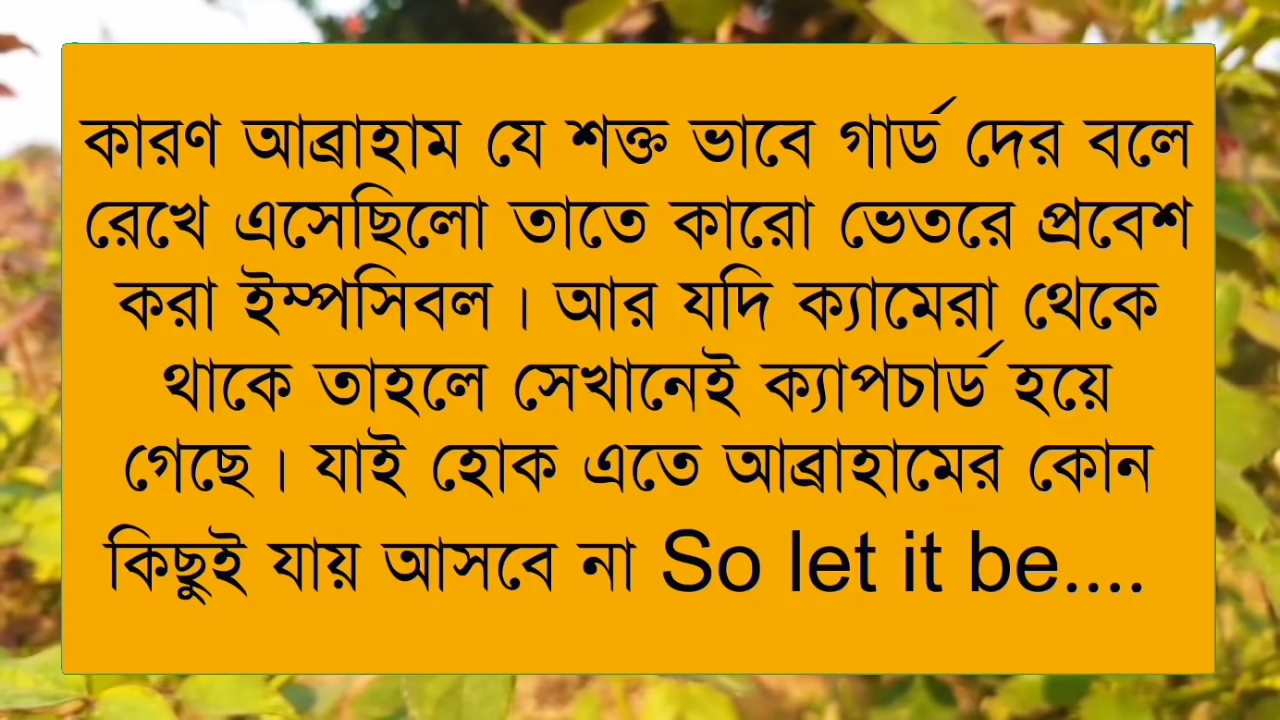 কারণ আব্রাহাম যে শক্ত ভাবে গার্ড দের বলে
রেখে এসেছিলো তাতে কারো ভেতরে প্রবেশ
করা ইম্পসিবল। আর যদি ক্যামেরা থেকে
থাকে তাহলে সেখানেই ক্যাপচার্ড হয়ে
গেছে। যাই হোক এতে আব্রাহামের কোন
কিছুই যায় আসবে না So let it be....